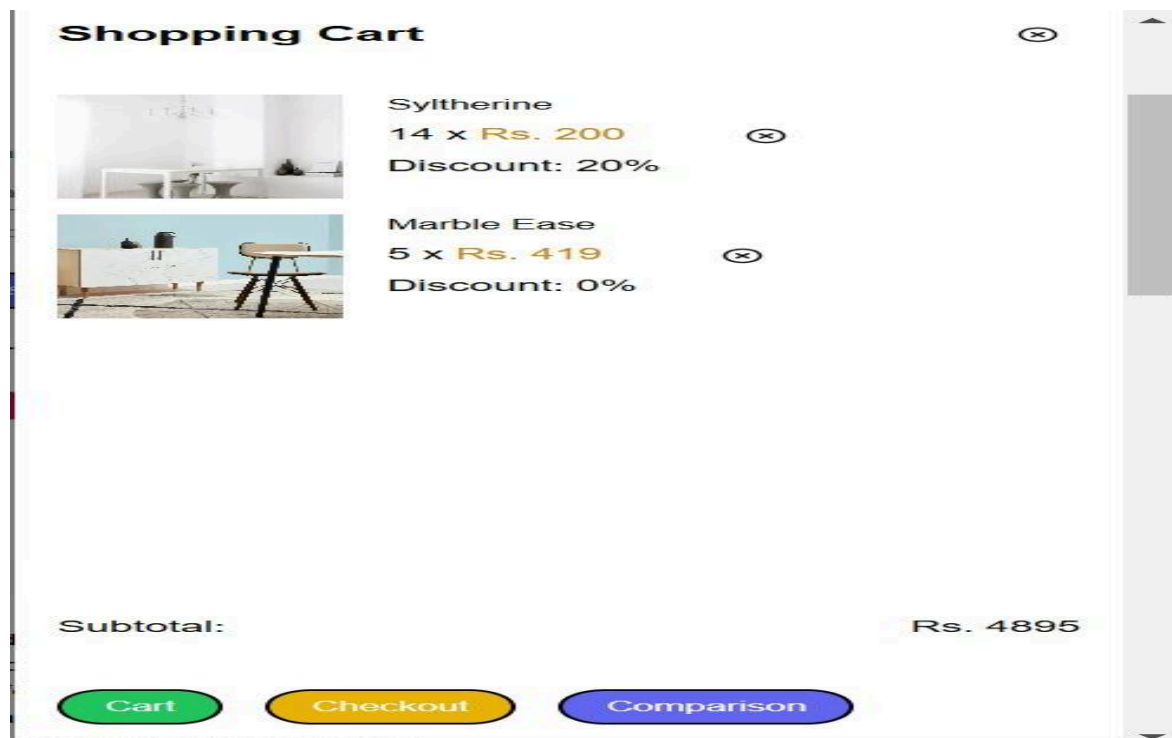 Shopping Cart
Syltherine
14 x Rs. 200
Discount: 20%
Marble Ease
5 x Rs. 419
Discount: 0%
Subtotal: Rs. 4895
Cart Checkout Comparison